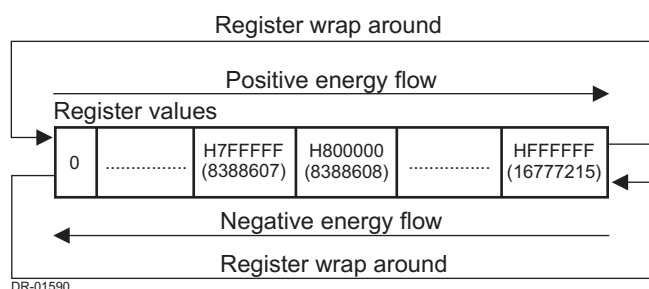 Register wrap around
Positive energy flow
Register values
0 ............... H7FFFFF (8388607) H800000 (8388608) ............... HFFFFFF (16777215)
Negative energy flow
Register wrap around
DR-01590